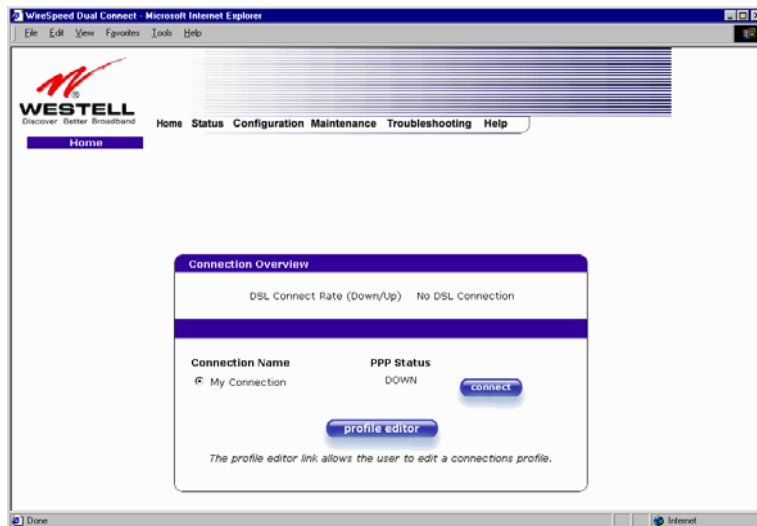 WireSpeed Dual Connect - Microsoft Internet Explorer
File Edit View Favorites Tools Help
WESTELL
Discover Better Broadband
Home Status Configuration Maintenance Troubleshooting Help
Home
Connection Overview
DSL Connect Rate (Down/Up) No DSL Connection
Connection Name PPP Status
My Connection DOWN connect
profile editor
The profile editor link allows the user to edit a connections profile.
Done Internet